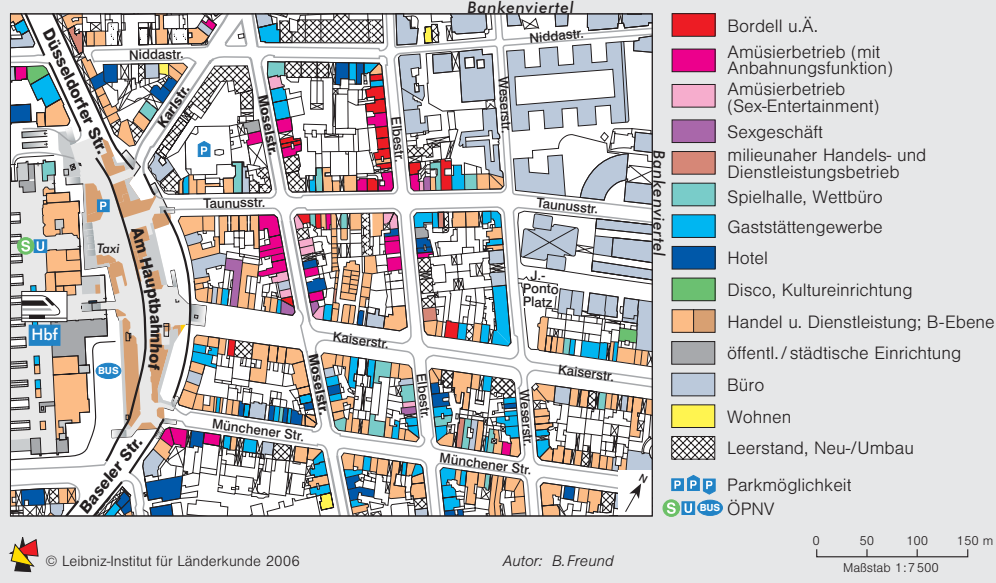 Bankenviertel
Niddastr.
Niddastr.
Düsseldorfer Str.
Karlstr.
Moselstr.
Elbestr.
Weserstr.
Bankenviertel
P
Taunusstr.
Taunusstr.
P
Taxi
S U
Am Hauptbahnhof
J.-
Ponto
Platz
Hbf
Kaiserstr.
Kaiserstr.
BUS
Moselstr.
Elbestr.
Weserstr.
Münchener Str.
Münchener Str.
Baseler Str.
N
Bordell u.Ä.
Amüsierbetrieb (mit
Anbahnungsfunktion)
Amüsierbetrieb
(Sex-Entertainment)
Sexgeschäft
milieunaher Handels- und
Dienstleistungsbetrieb
Spielhalle, Wettbüro
Gaststättengewerbe
Hotel
Disco, Kultureinrichtung
Handel u. Dienstleistung; B-Ebene
öffentl./städtische Einrichtung
Büro
Wohnen
Leerstand, Neu-/Umbau
P P P Parkmöglichkeit
S U BUS ÖPNV
© Leibniz-Institut für Länderkunde 2006
Autor: B.Freund
0 50 100 150 m
Maßstab 1:7500